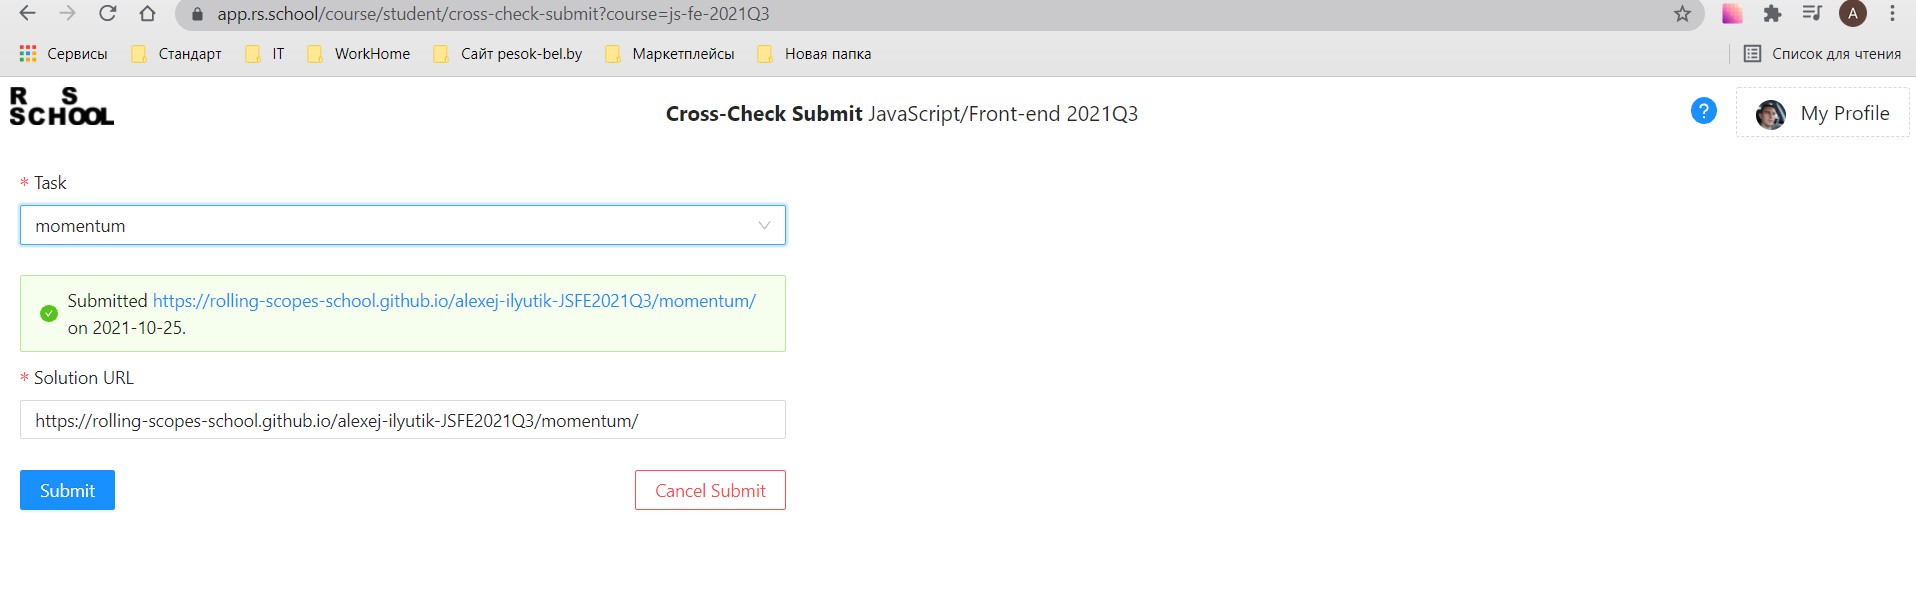 app.rs.school/course/student/cross-check-submit?course=js-fe-2021Q3
A
Сервисы Стандарт IT WorkHome Сайт pesok-bel.by Маркетплейсы Новая папка Список для чтения
R S
SCHOOL
Cross-Check Submit JavaScript/Front-end 2021Q3
? My Profile
* Task
momentum
Submitted https://rolling-scopes-school.github.io/alexej-ilyutik-JSFE2021Q3/momentum/
on 2021-10-25.
* Solution URL
https://rolling-scopes-school.github.io/alexej-ilyutik-JSFE2021Q3/momentum/
Submit Cancel Submit